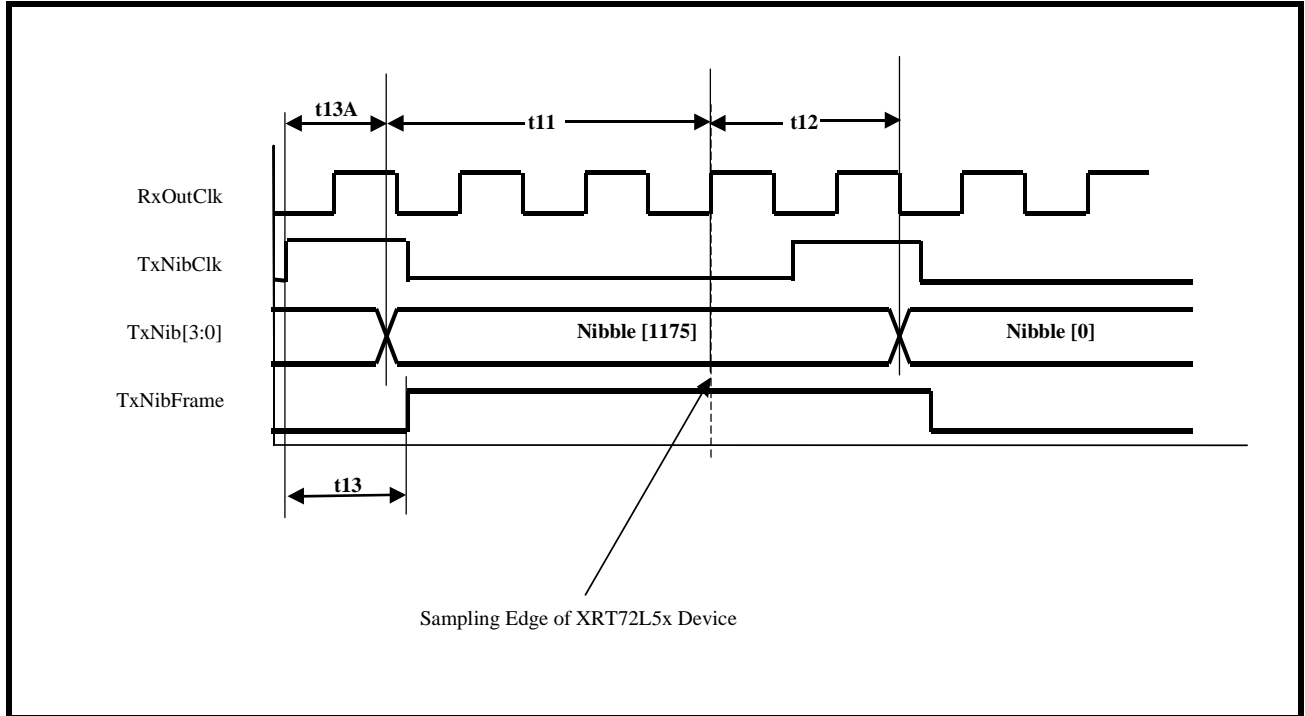 t13A
t11
t12
RxOutClk
TxNibClk
TxNib[3:0]
Nibble [1175]
Nibble [0]
TxNibFrame
t13
Sampling Edge of XRT72L5x Device